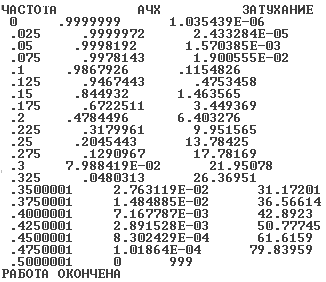 ЧАСТОТА АЧХ ЗАТУХАНИЕ
0 .9999999 1.035439E-06
.025 .9999972 2.433284E-05
.05 .9998192 1.570385E-03
.075 .9978143 1.900555E-02
.1 .9867926 .1154826
.125 .9467443 .4753458
.15 .844932 1.463565
.175 .6722511 3.449369
.2 .4784496 6.403276
.225 .3179961 9.951565
.25 .2045443 13.78425
.275 .1290967 17.78169
.3 7.988419E-02 21.95078
.325 .0480313 26.36951
.3500001 2.763119E-02 31.17201
.3750001 1.484885E-02 36.56614
.4000001 7.167787E-03 42.8923
.4250001 2.891528E-03 50.77745
.4500001 8.302429E-04 61.6159
.4750001 1.01864E-04 79.83959
.5000001 0 999
РАБОТА ОКОНЧЕНА